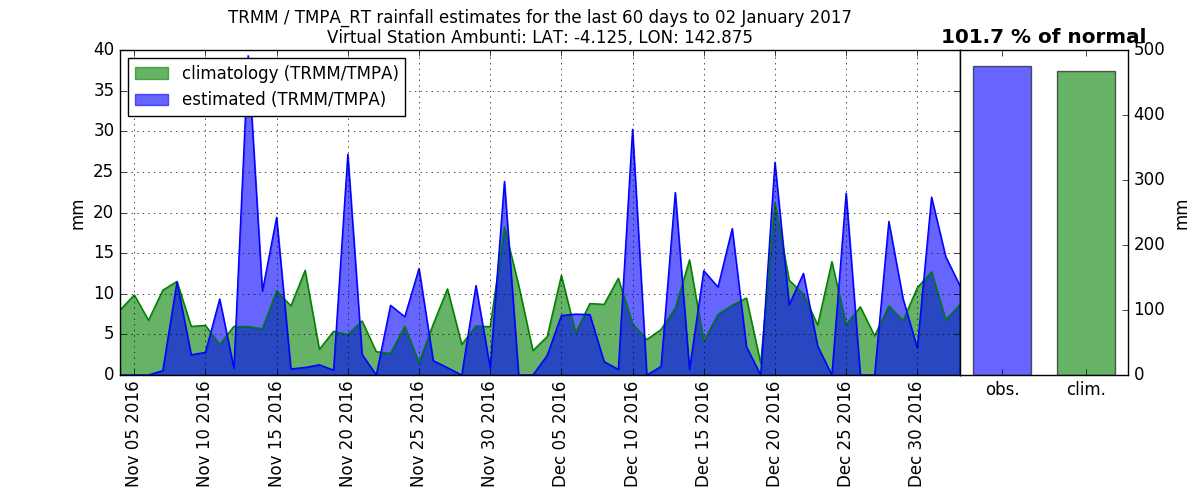 TRMM / TMPA_RT rainfall estimates for the last 60 days to 02 January 2017
Virtual Station Ambunti: LAT: -4.125, LON: 142.875
101.7 % of normal
climatology (TRMM/TMPA)
estimated (TRMM/TMPA)
40
35
30
25
20
15
10
5
0
mm
Nov 05 2016
Nov 10 2016
Nov 15 2016
Nov 20 2016
Nov 25 2016
Nov 30 2016
Dec 05 2016
Dec 10 2016
Dec 15 2016
Dec 20 2016
Dec 25 2016
Dec 30 2016
obs.
clim.
500
400
300
200
100
0
mm